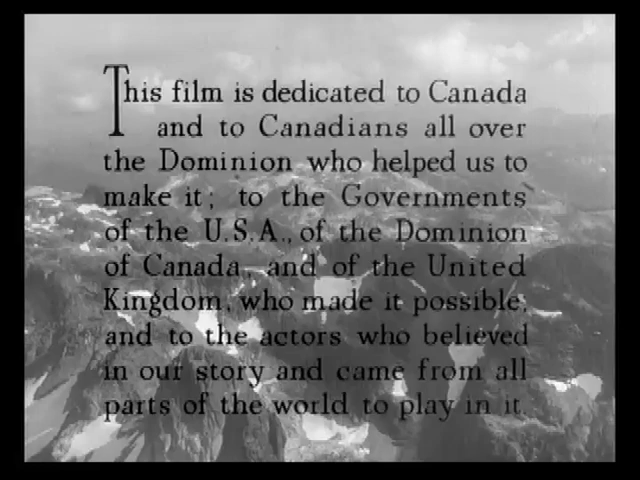 This film is dedicated to Canada
and to Canadians all over
the Dominion who helped us to
make it; to the Governments
of the U.S.A., of the Dominion
of Canada, and of the United
Kingdom, who made it possible;
and to the actors who believed
in our story and came from all
parts of the world to play in it.